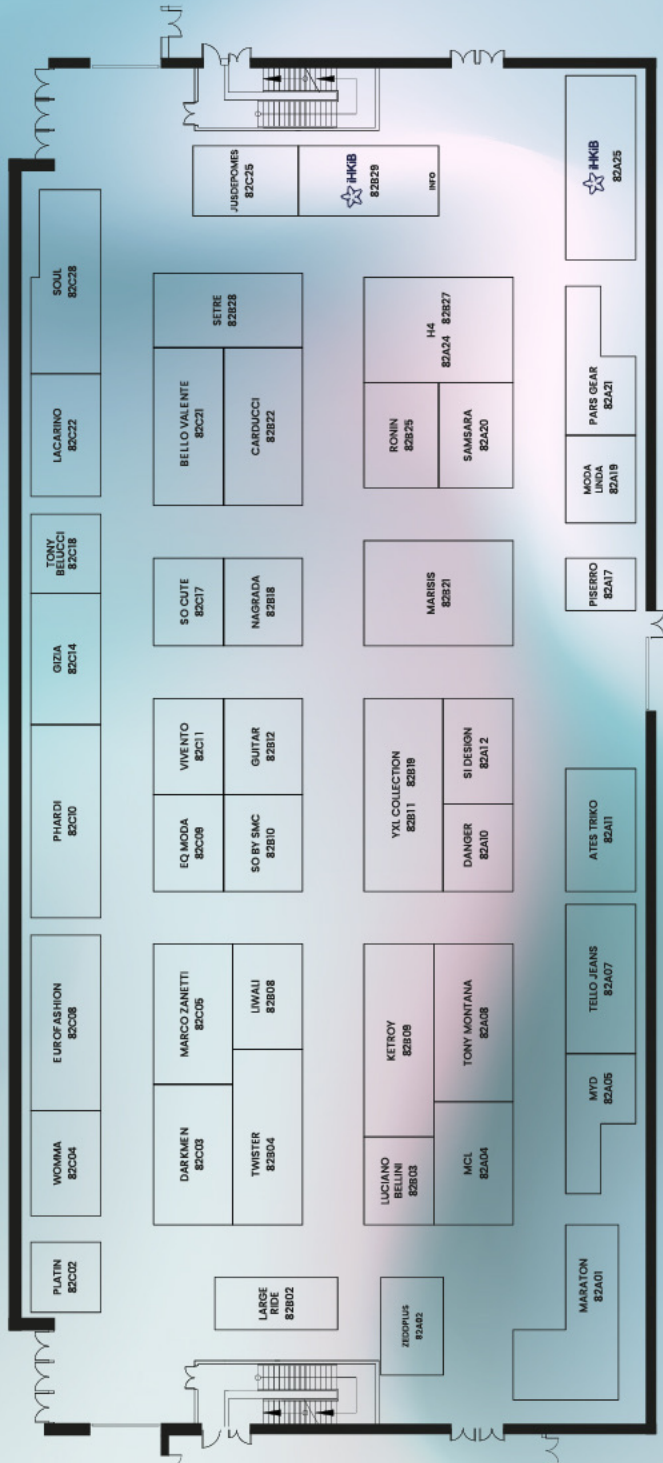 JUSDEPOMES
82C25
iHKiB
82B29
INFO
iHKiB
82A25
SOUL
82C28
SETRE
82B28
H4
82A24 82B27
PARS GEAR
82A21
LACARINO
82C22
BELLO VALENTE
82C21
CARDUCCI
82B22
RONIN
82B25
SAMSARA
82A20
MODA
LINDA
82A19
TONY
BELUCCI
82C18
SO CUTE
82C17
NAGRADA
82B18
MARISIS
82B21
PISERRO
82A17
GIZIA
82C14
PHARDI
82C10
VIVENTO
82C11
GUITAR
82B12
YXL COLLECTION
82B11 82B19
SI DESIGN
82A12
EQ MODA
82C09
SO BY SMC
82B10
DANGER
82A10
ATES TRIKO
82A11
EUROFASHION
82C08
MARCO ZANETTI
82C05
LIWALI
82B08
KETROY
82B09
TONY MONTANA
82A08
TELLO JEANS
82A07
WOMMA
82C04
DARKMEN
82C03
TWISTER
82B04
LUCIANO
BELLINI
82B03
MCL
82A04
MYD
82A05
PLATIN
82C02
LARGE
RIDE
82B02
ZEDDPLUS
82A02
MARATON
82A01